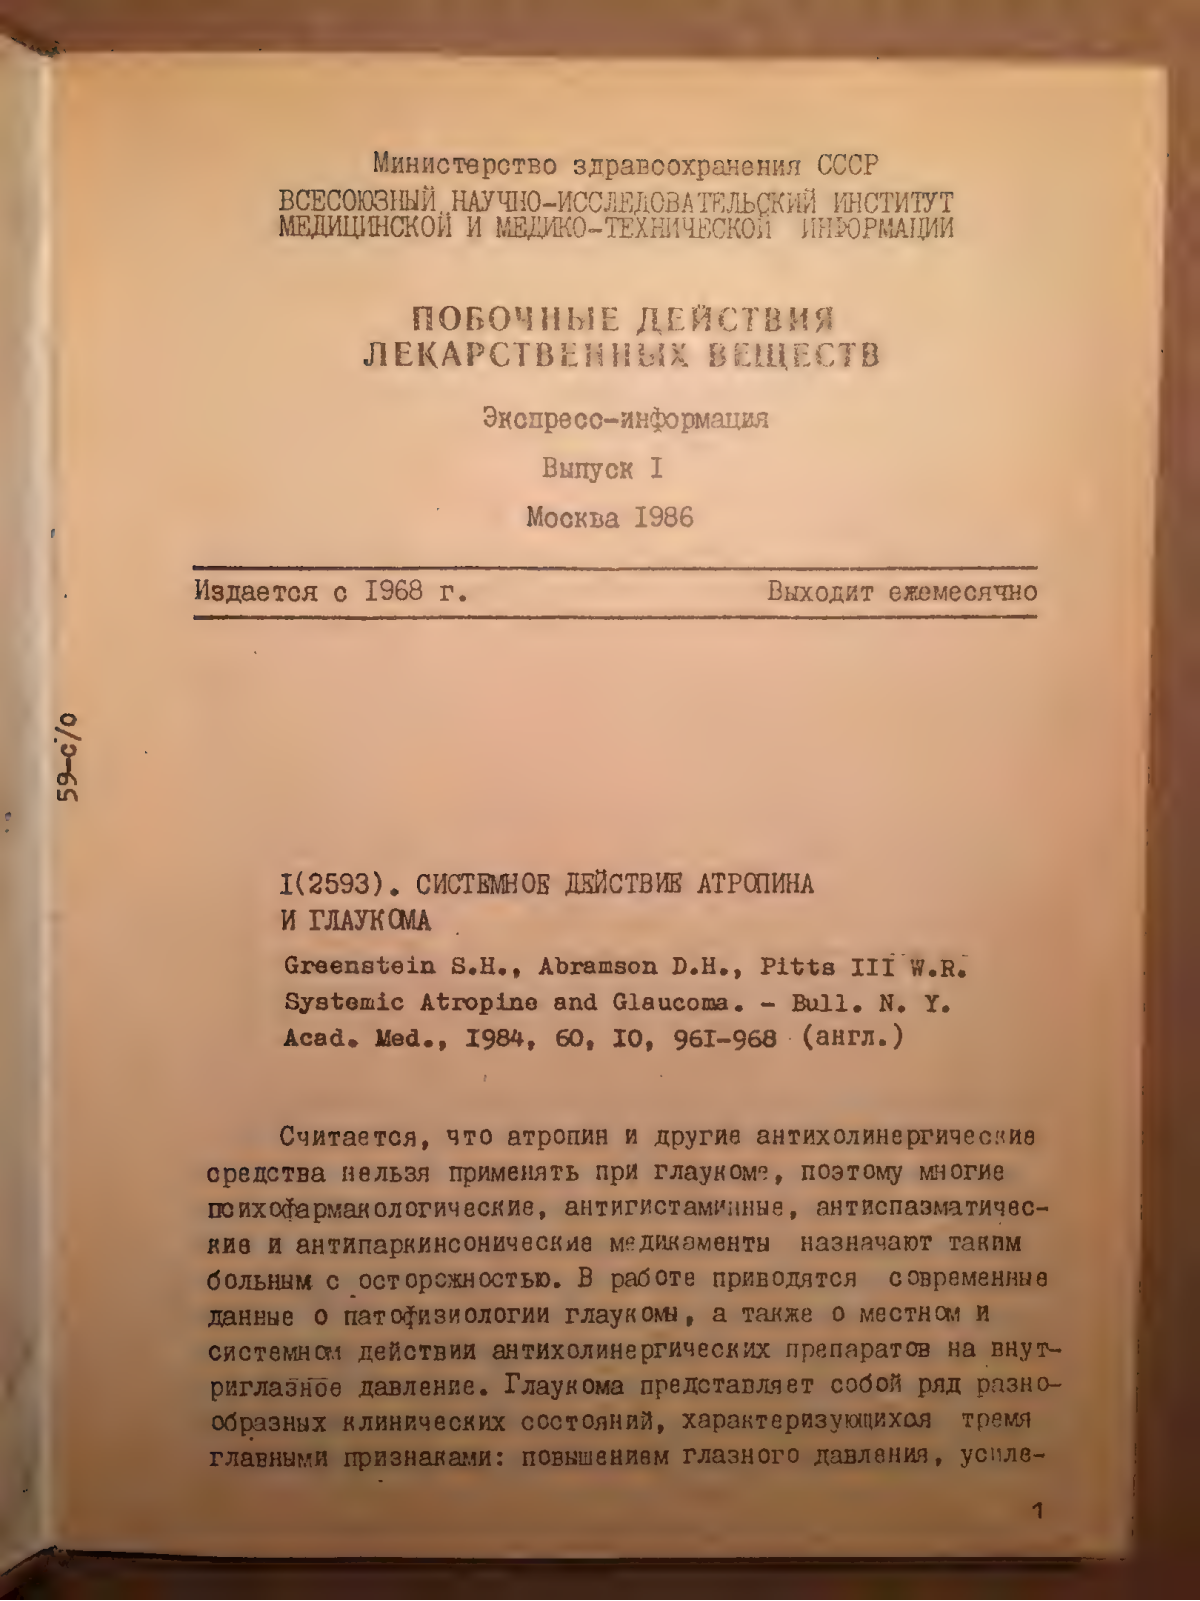 Министерство здравоохранения СССР
ВСЕСОЮЗНЫЙ НАУЧНО-ИССЛЕДОВАТЕЛЬСКИЙ ИНСТИТУТ
МЕДИЦИНСКОЙ И МЕДИКО-ТЕХНИЧЕСКОЙ ИНФОРМАЦИИ
ПОБОЧНЫЕ ДЕЙСТВИЯ
ЛЕКАРСТВЕННЫХ ВЕЩЕСТВ
Экспресс-информация
Выпуск I
Москва I986
Издается с I968 г. Выходит ежемесячно
59-с/о
I(2593). СИСТЕМНОЕ ДЕЙСТВИЕ АТРОПИНА
И ГЛАУКОМА
Greenstein S.H., Abramson D.H., Pitts III W.R.
Systemic Atropine and Glaucoma. - Bull. N. Y.
Acad. Med., I984, 60, IO, 96I-968 (англ.)
Считается, что атропин и другие антихолинергические
средства нельзя применять при глаукоме, поэтому многие
психофармакологические, антигистаминные, антиспазматичес-
кие и антипаркинсонические медикаменты назначают таким
больным с осторожностью. В работе приводятся современные
данные о патофизиологии глаукомы, а также о местном и
системном действии антихолинергических препаратов на внут-
риглазное давление. Глаукома представляет собой ряд разно-
образных клинических состояний, характеризующихся тремя
главными признаками: повышением глазного давления, усиле-
1